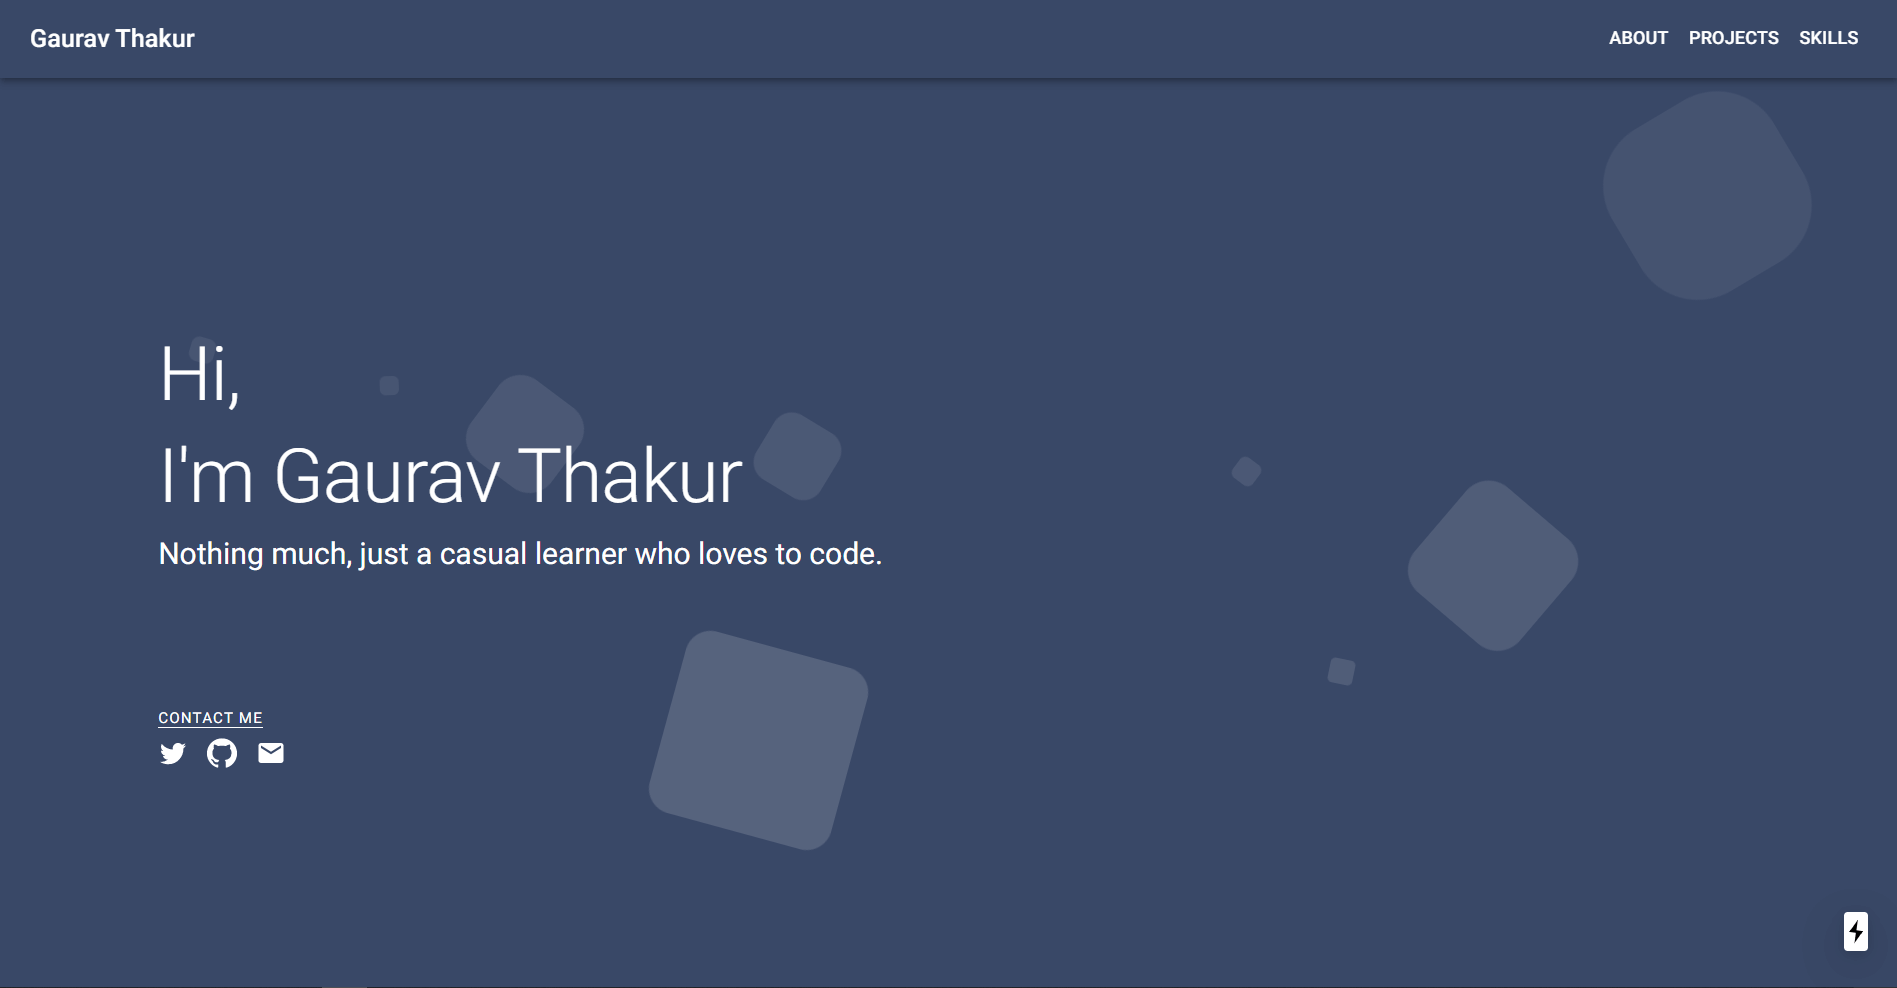 Gaurav Thakur
ABOUT PROJECTS SKILLS
Hi,
I'm Gaurav Thakur
Nothing much, just a casual learner who loves to code.
CONTACT ME